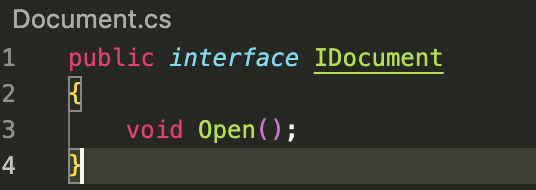 Document.cs
1 public interface IDocument
2 {
3 void Open();
4 }